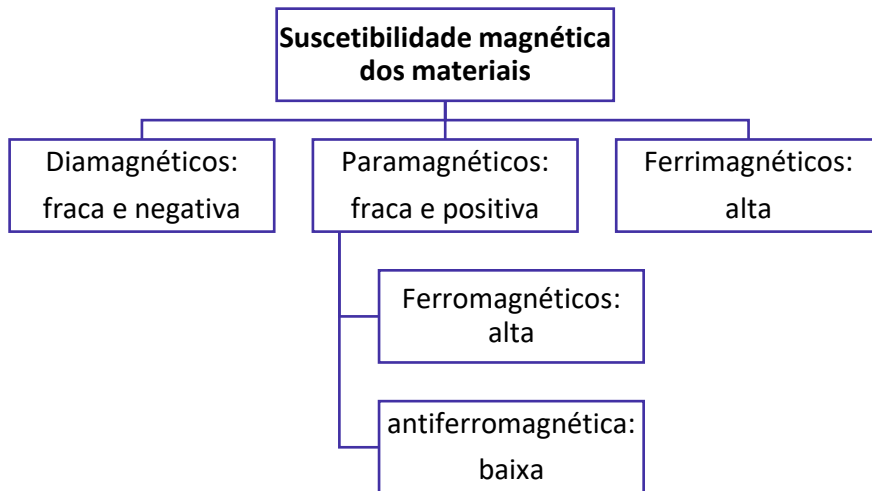 Suscetibilidade magnética
dos materiais
Diamagnéticos:
fraca e negativa
Paramagnéticos:
fraca e positiva
Ferrimagnéticos:
alta
Ferromagnéticos:
alta
antiferromagnética:
baixa